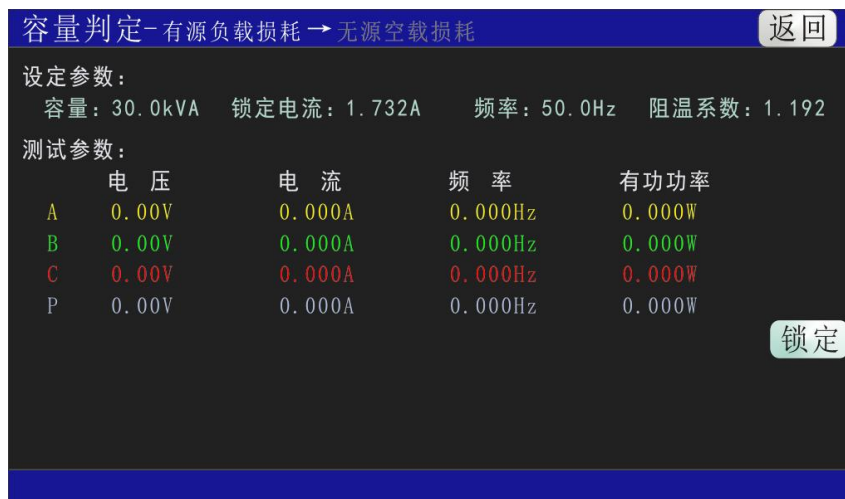 容量判定-有源负载损耗→无源空载损耗 返回
设定参数:
容量:30.0kVA 锁定电流:1.732A 频率:50.0Hz 阻温系数:1.192
测试参数:
电 压 电 流 频 率 有功功率
A 0.00V 0.000A 0.000Hz 0.000W
B 0.00V 0.000A 0.000Hz 0.000W
C 0.00V 0.000A 0.000Hz 0.000W
P 0.00V 0.000A 0.000Hz 0.000W
锁定